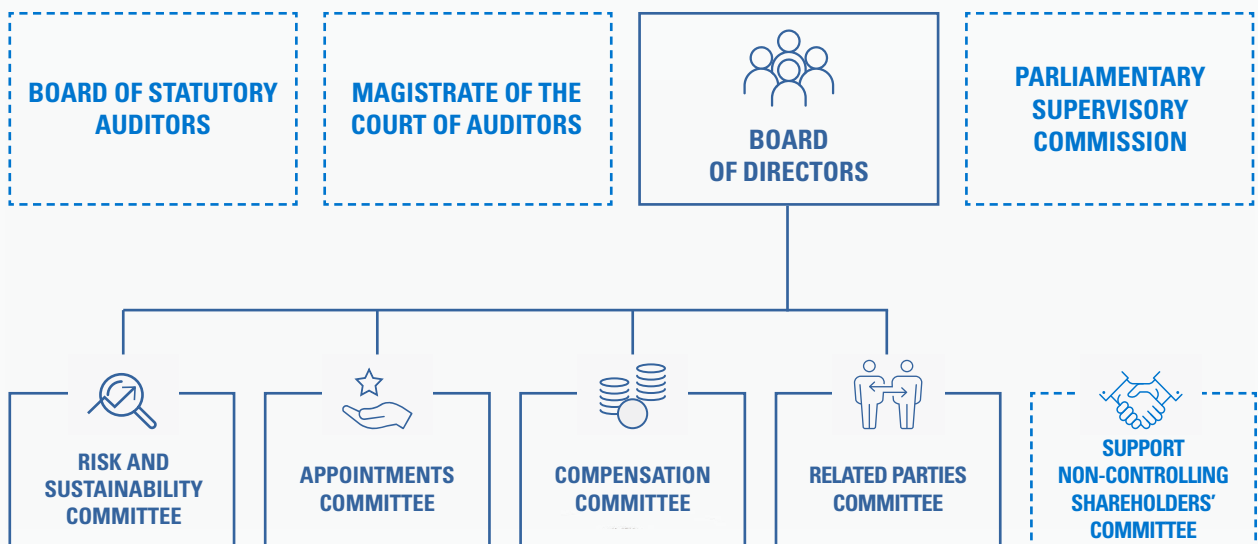 BOARD OF STATUTORY
AUDITORS
MAGISTRATE OF THE
COURT OF AUDITORS
BOARD
OF DIRECTORS
PARLIAMENTARY
SUPERVISORY
COMMISSION
RISK AND
SUSTAINABILITY
COMMITTEE
APPOINTMENTS
COMMITTEE
COMPENSATION
COMMITTEE
RELATED PARTIES
COMMITTEE
SUPPORT
NON-CONTROLLING
SHAREHOLDERS’
COMMITTEE